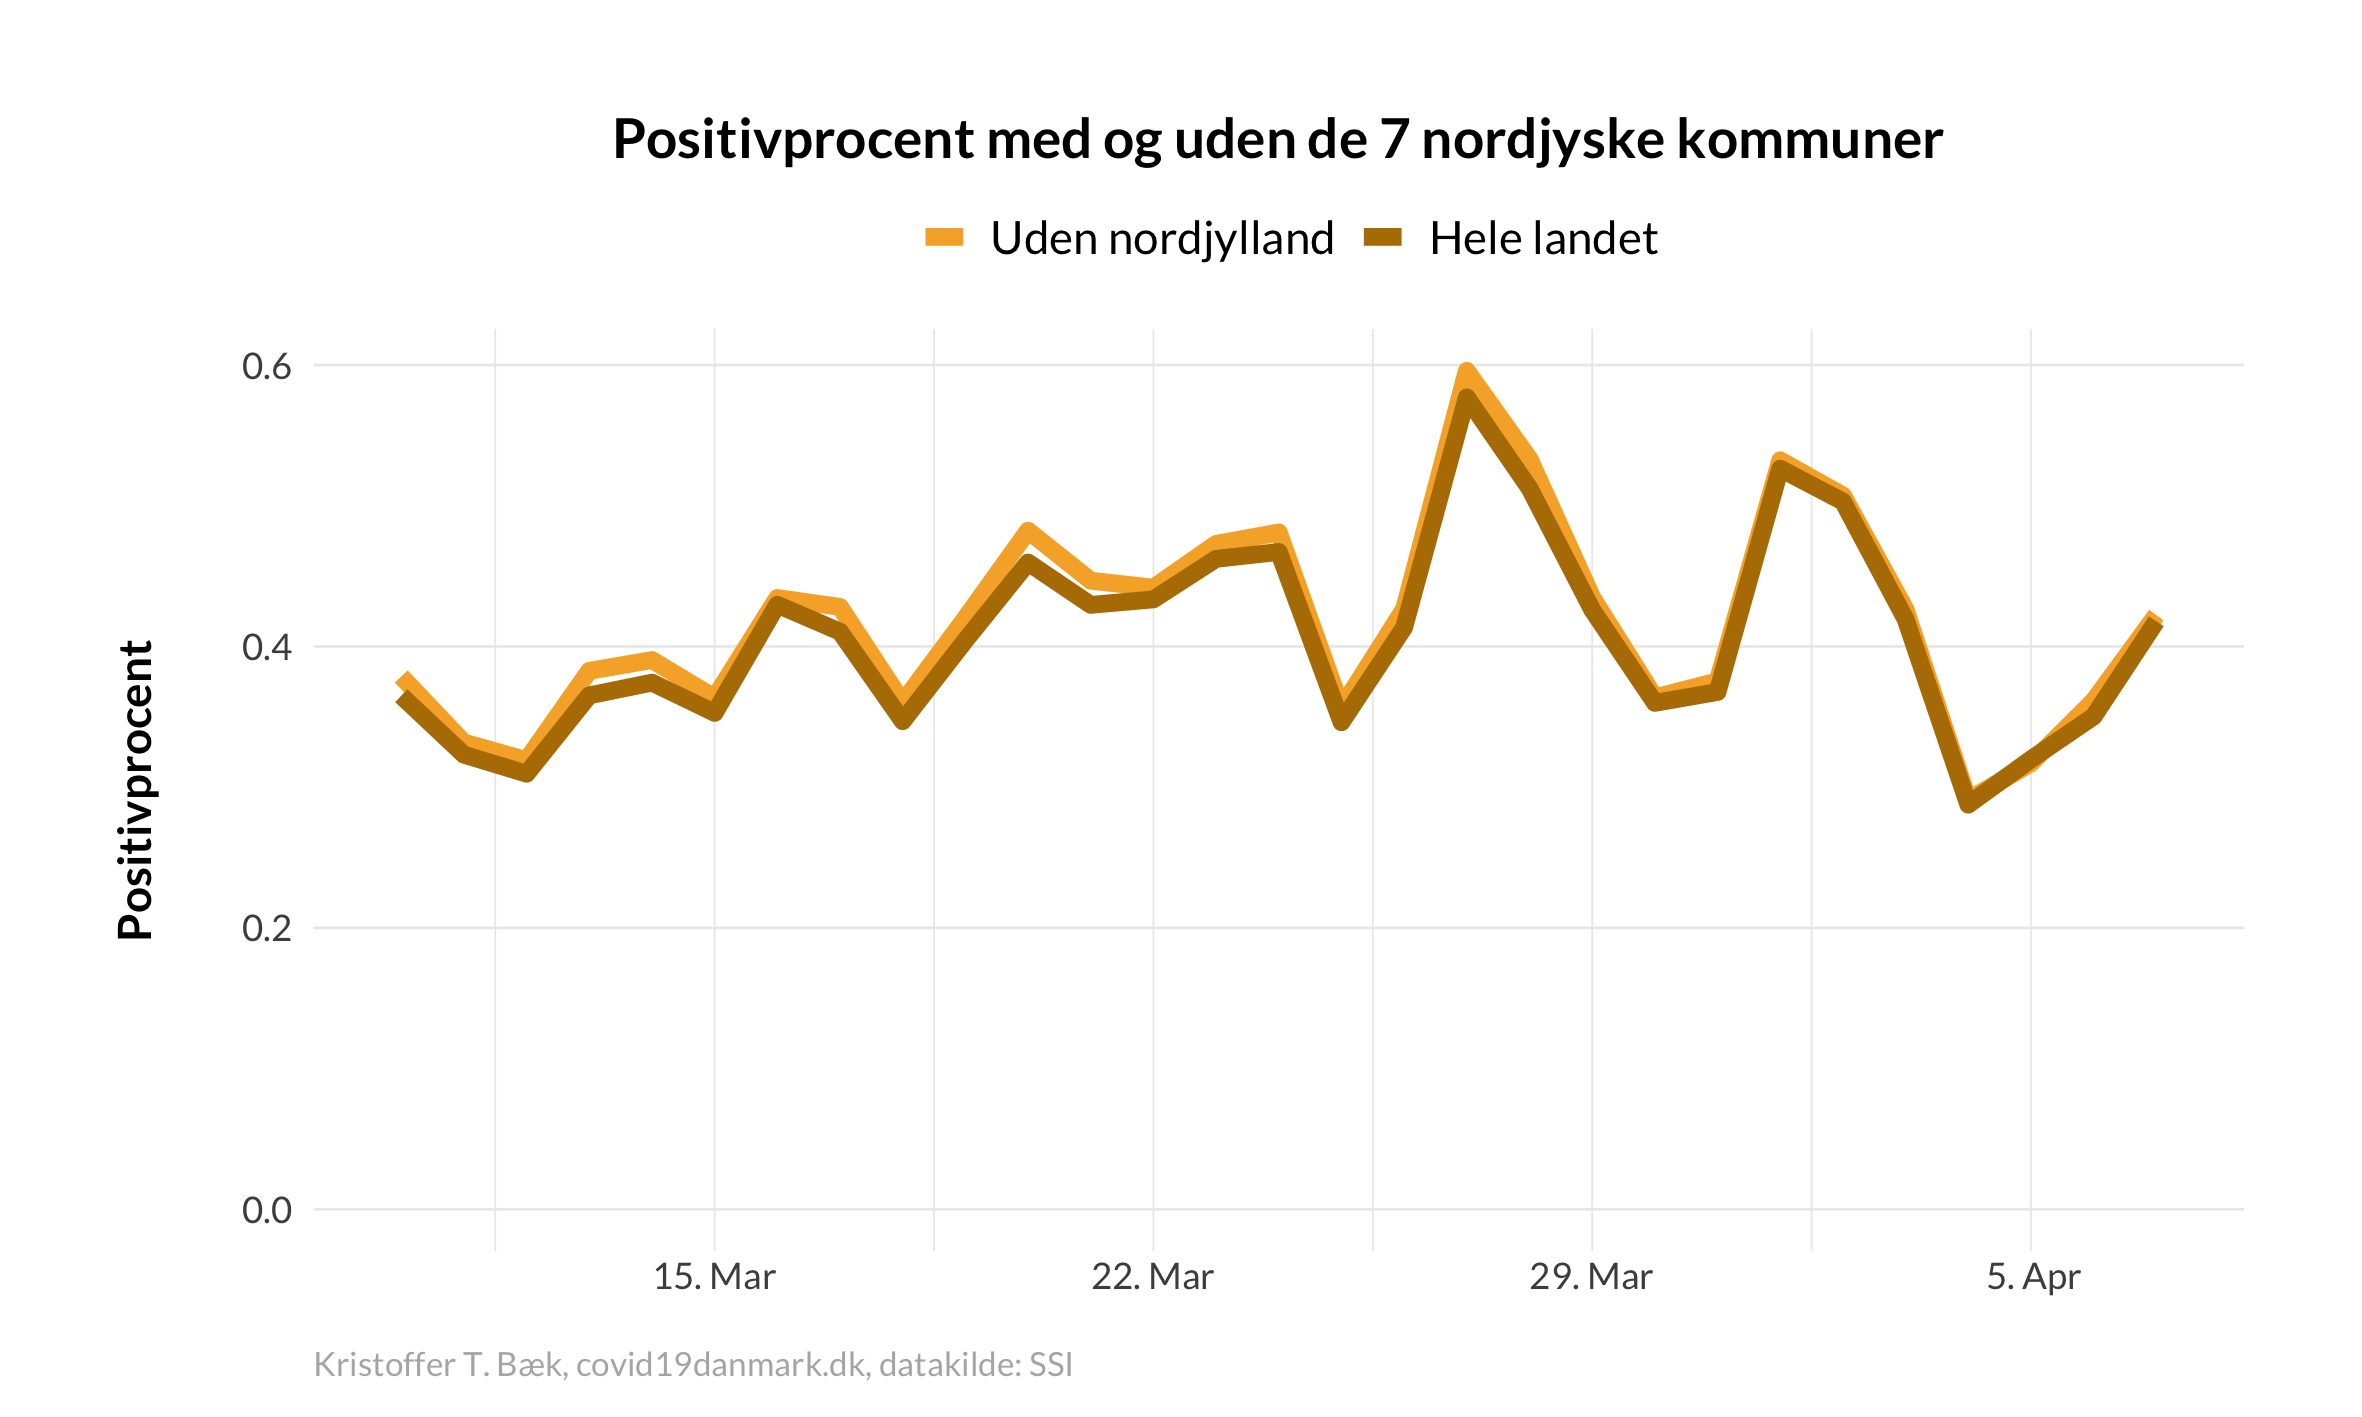 Positivprocent med og uden de 7 nordjyske kommuner
Uden nordjylland
Hele landet
Positivprocent
0.6
0.4
0.2
0.0
15. Mar
22. Mar
29. Mar
5. Apr
Kristoffer T. Bæk, covid19danmark.dk, datakilde: SSI